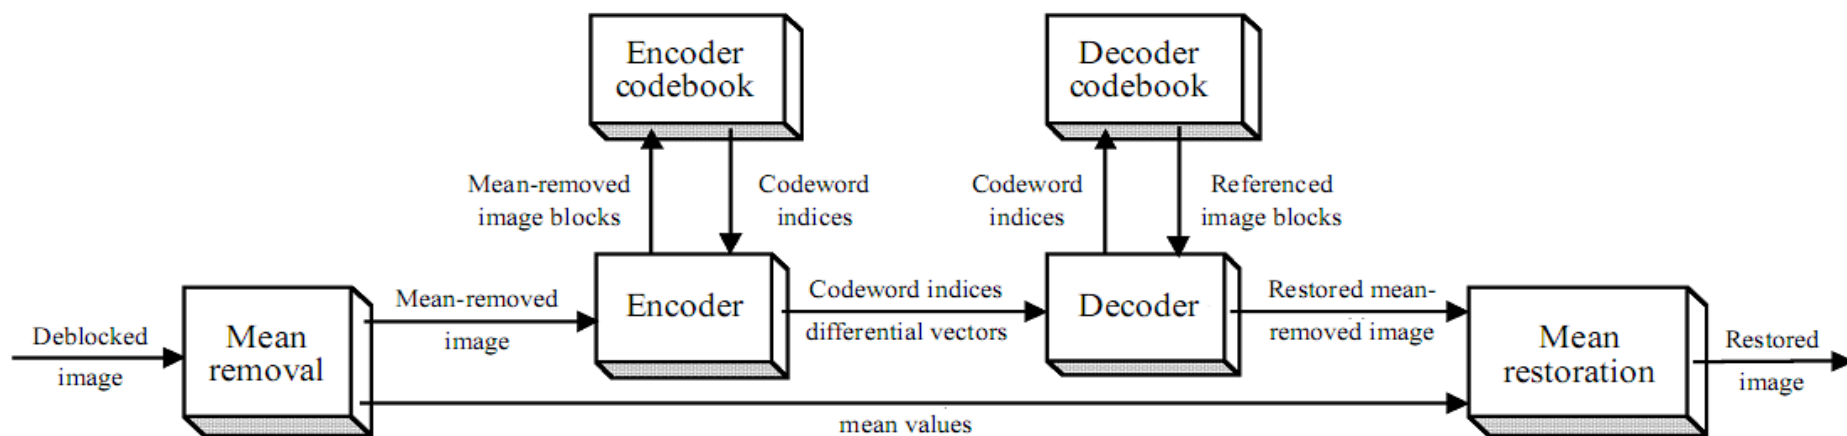 Encoder
codebook
Decoder
codebook
Mean-removed
image blocks
Codeword
indices
Codeword
indices
Referenced
image blocks
Deblocked
image
Mean
removal
Mean-removed
image
Encoder
Codeword indices
differential vectors
Decoder
Restored mean-
removed image
Mean
restoration
Restored
image
mean values